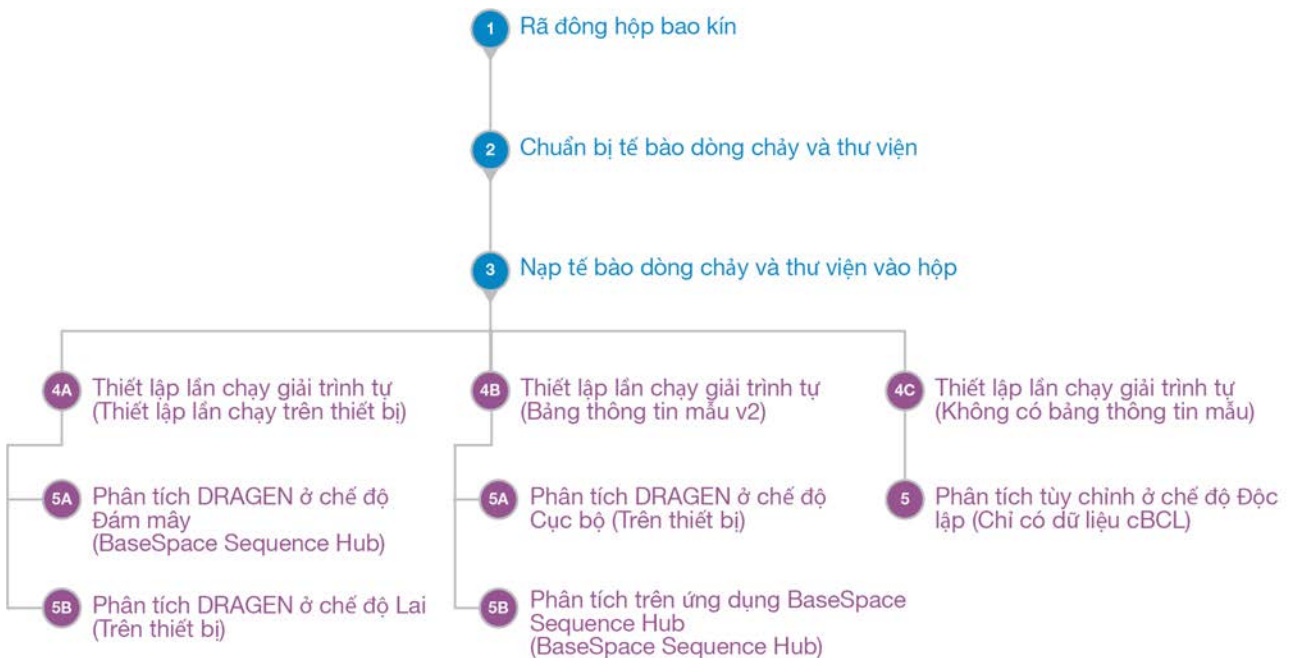 1 Rã đông hộp bao kín
2 Chuẩn bị tế bào dòng chảy và thư viện
3 Nạp tế bào dòng chảy và thư viện vào hộp
4A Thiết lập lần chạy giải trình tự
(Thiết lập lần chạy trên thiết bị)
5A Phân tích DRAGEN ở chế độ
Đám mây
(BaseSpace Sequence Hub)
5B Phân tích DRAGEN ở chế độ Lai
(Trên thiết bị)
4B Thiết lập lần chạy giải trình tự
(Bảng thông tin mẫu v2)
5A Phân tích DRAGEN ở chế độ
Cục bộ (Trên thiết bị)
5B Phân tích trên ứng dụng BaseSpace
Sequence Hub
(BaseSpace Sequence Hub)
4C Thiết lập lần chạy giải trình tự
(Không có bảng thông tin mẫu)
5 Phân tích tùy chỉnh ở chế độ Độc
lập (Chỉ có dữ liệu cBCL)